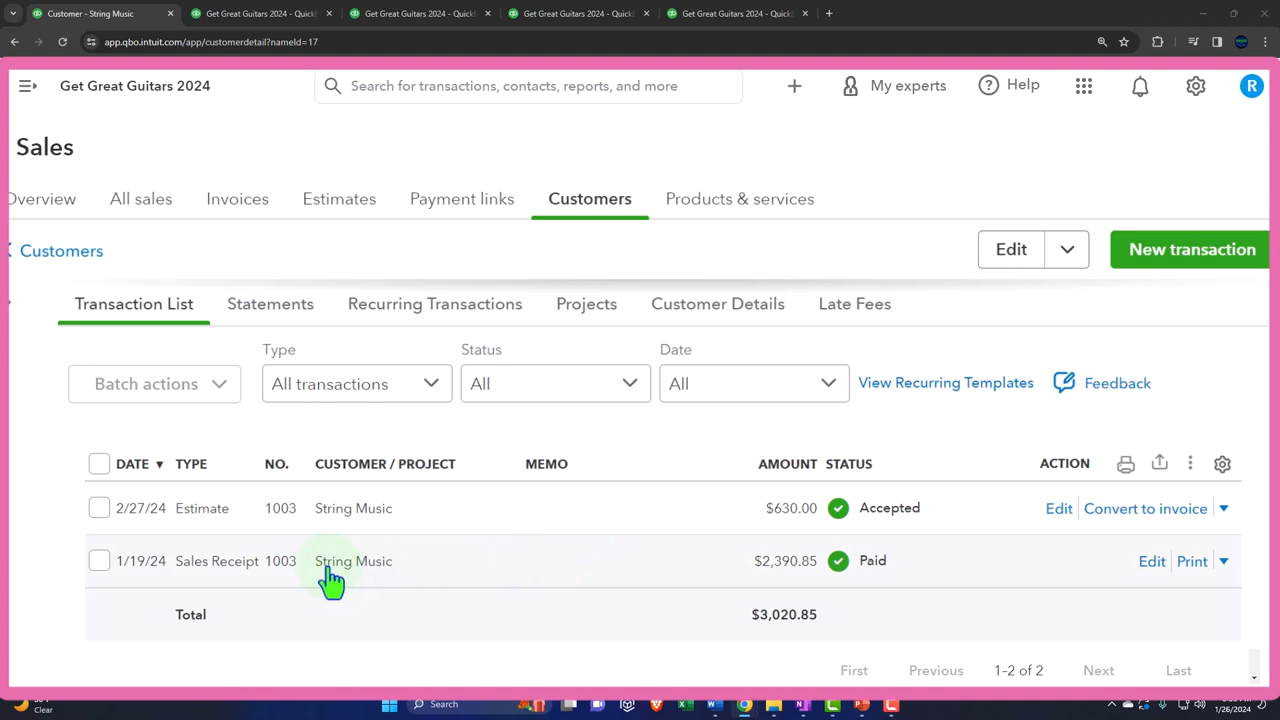 Customer - String Music
Get Great Guitars 2024 - Quick
Get Great Guitars 2024 - Quick
Get Great Guitars 2024 - Quick
Get Great Guitars 2024 - Quick
qbo.intuit.com/app/customerdetail?nameId=17
Get Great Guitars 2024
Search for transactions, contacts, reports, and more
My experts
Help
R
Sales
Overview
All sales
Invoices
Estimates
Payment links
Customers
Products & services
Customers
Edit
New transaction
Transaction List
Statements
Recurring Transactions
Projects
Customer Details
Late Fees
Type
Status
Date
Batch actions
All transactions
All
All
View Recurring Templates
Feedback
DATE TYPE NO. CUSTOMER / PROJECT MEMO AMOUNT STATUS ACTION
2/27/24 Estimate 1003 String Music $630.00 Accepted Edit Convert to invoice
1/19/24 Sales Receipt 1003 String Music $2,390.85 Paid Edit Print
Total $3,020.85
First Previous 1-2 of 2 Next Last
Clear
Search
1/26/2024